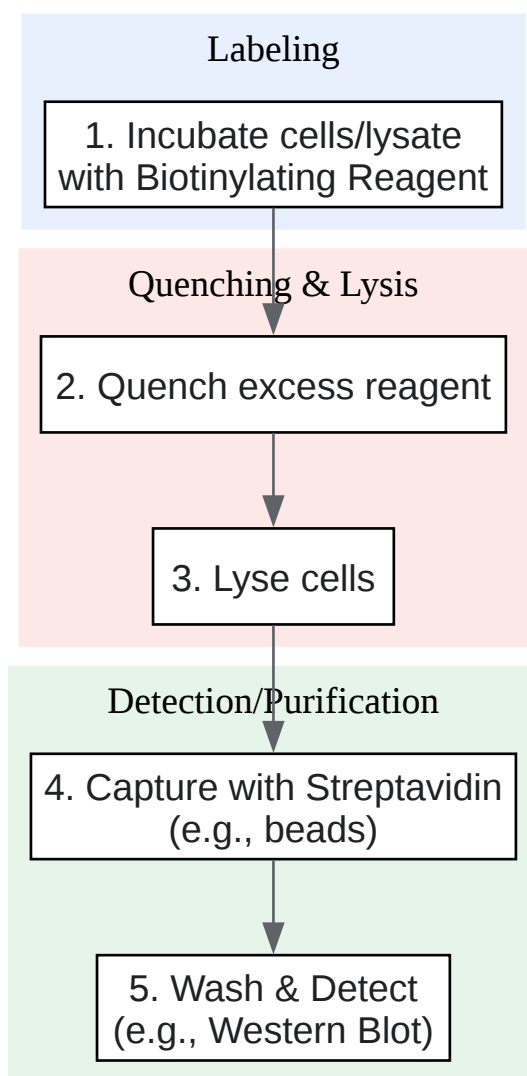 Labeling
1. Incubate cells/lysate
with Biotinylating Reagent
Quenching & Lysis
2. Quench excess reagent
3. Lyse cells
Detection/Purification
4. Capture with Streptavidin
(e.g., beads)
5. Wash & Detect
(e.g., Western Blot)